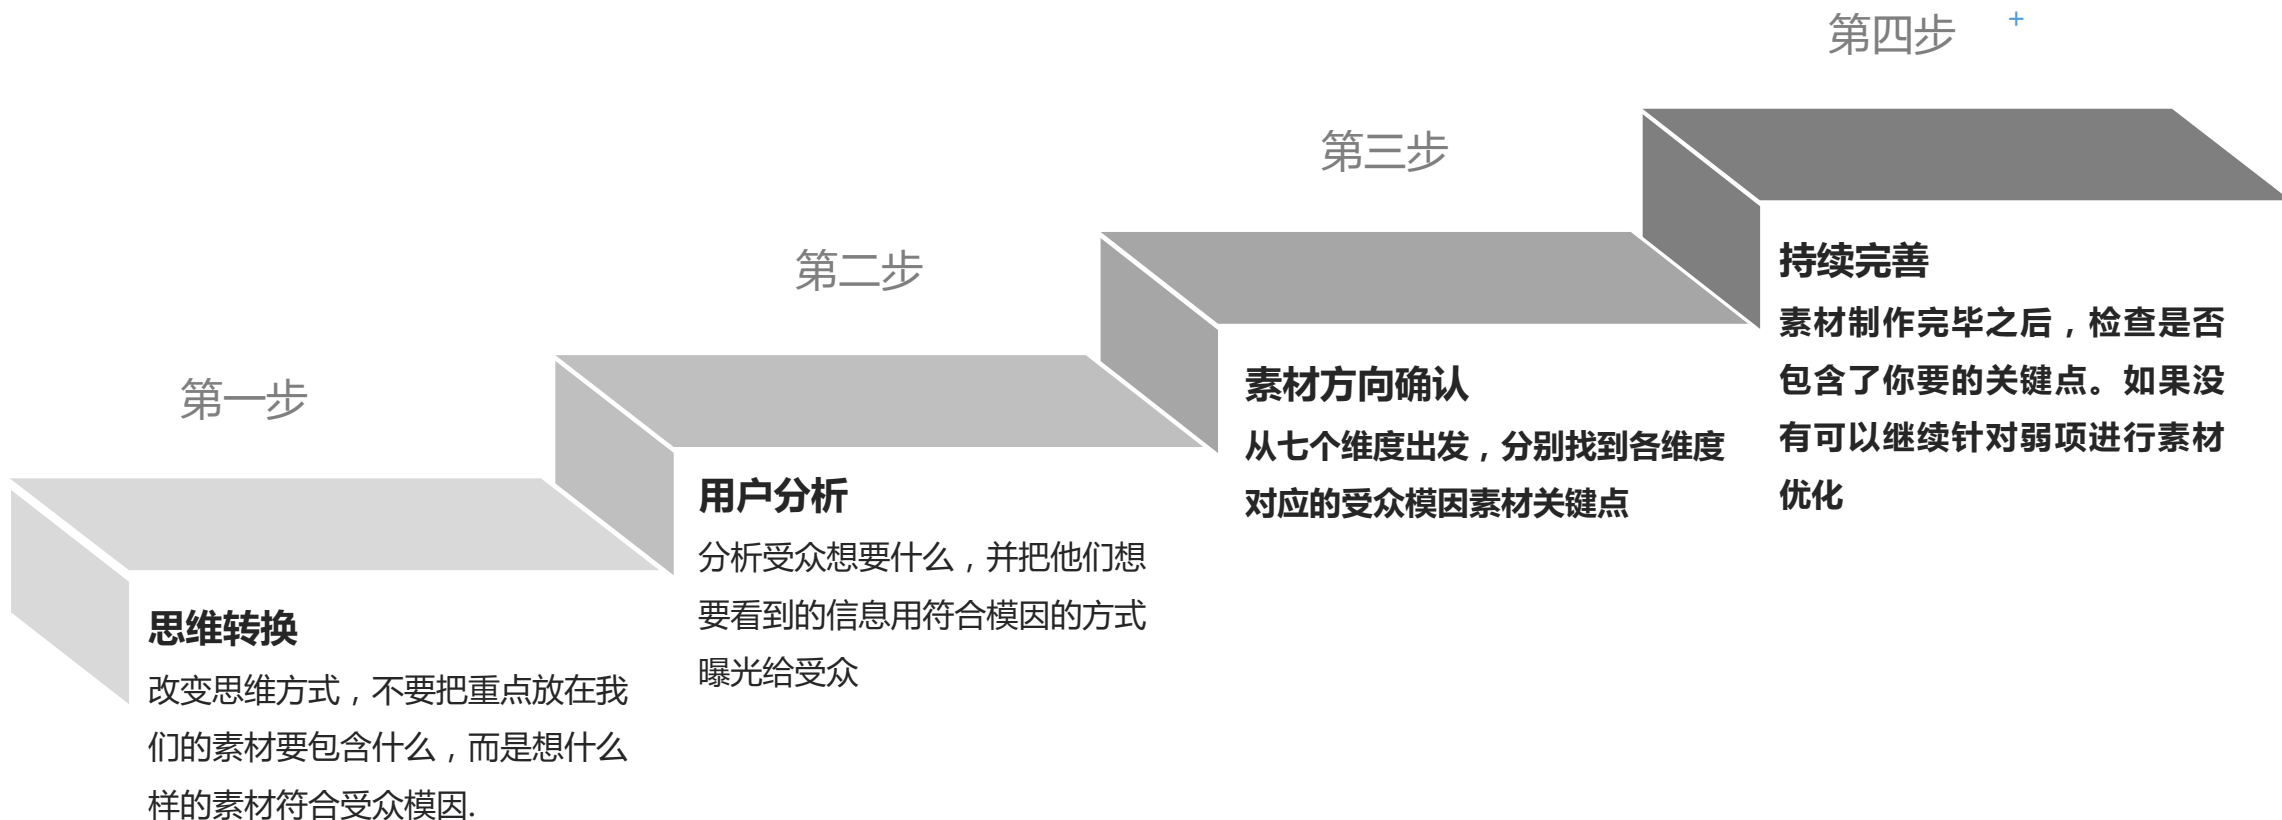 第一步
思维转换
改变思维方式，不要把重点放在我
们的素材要包含什么，而是想什么
样的素材符合受众模因.
第二步
用户分析
分析受众想要什么，并把他们想
要看到的信息用符合模因的方式
曝光给受众
第三步
素材方向确认
从七个维度出发，分别找到各维度
对应的受众模因素材关键点
第四步
+
持续完善
素材制作完毕之后，检查是否
包含了你要的关键点。如果没
有可以继续针对弱项进行素材
优化